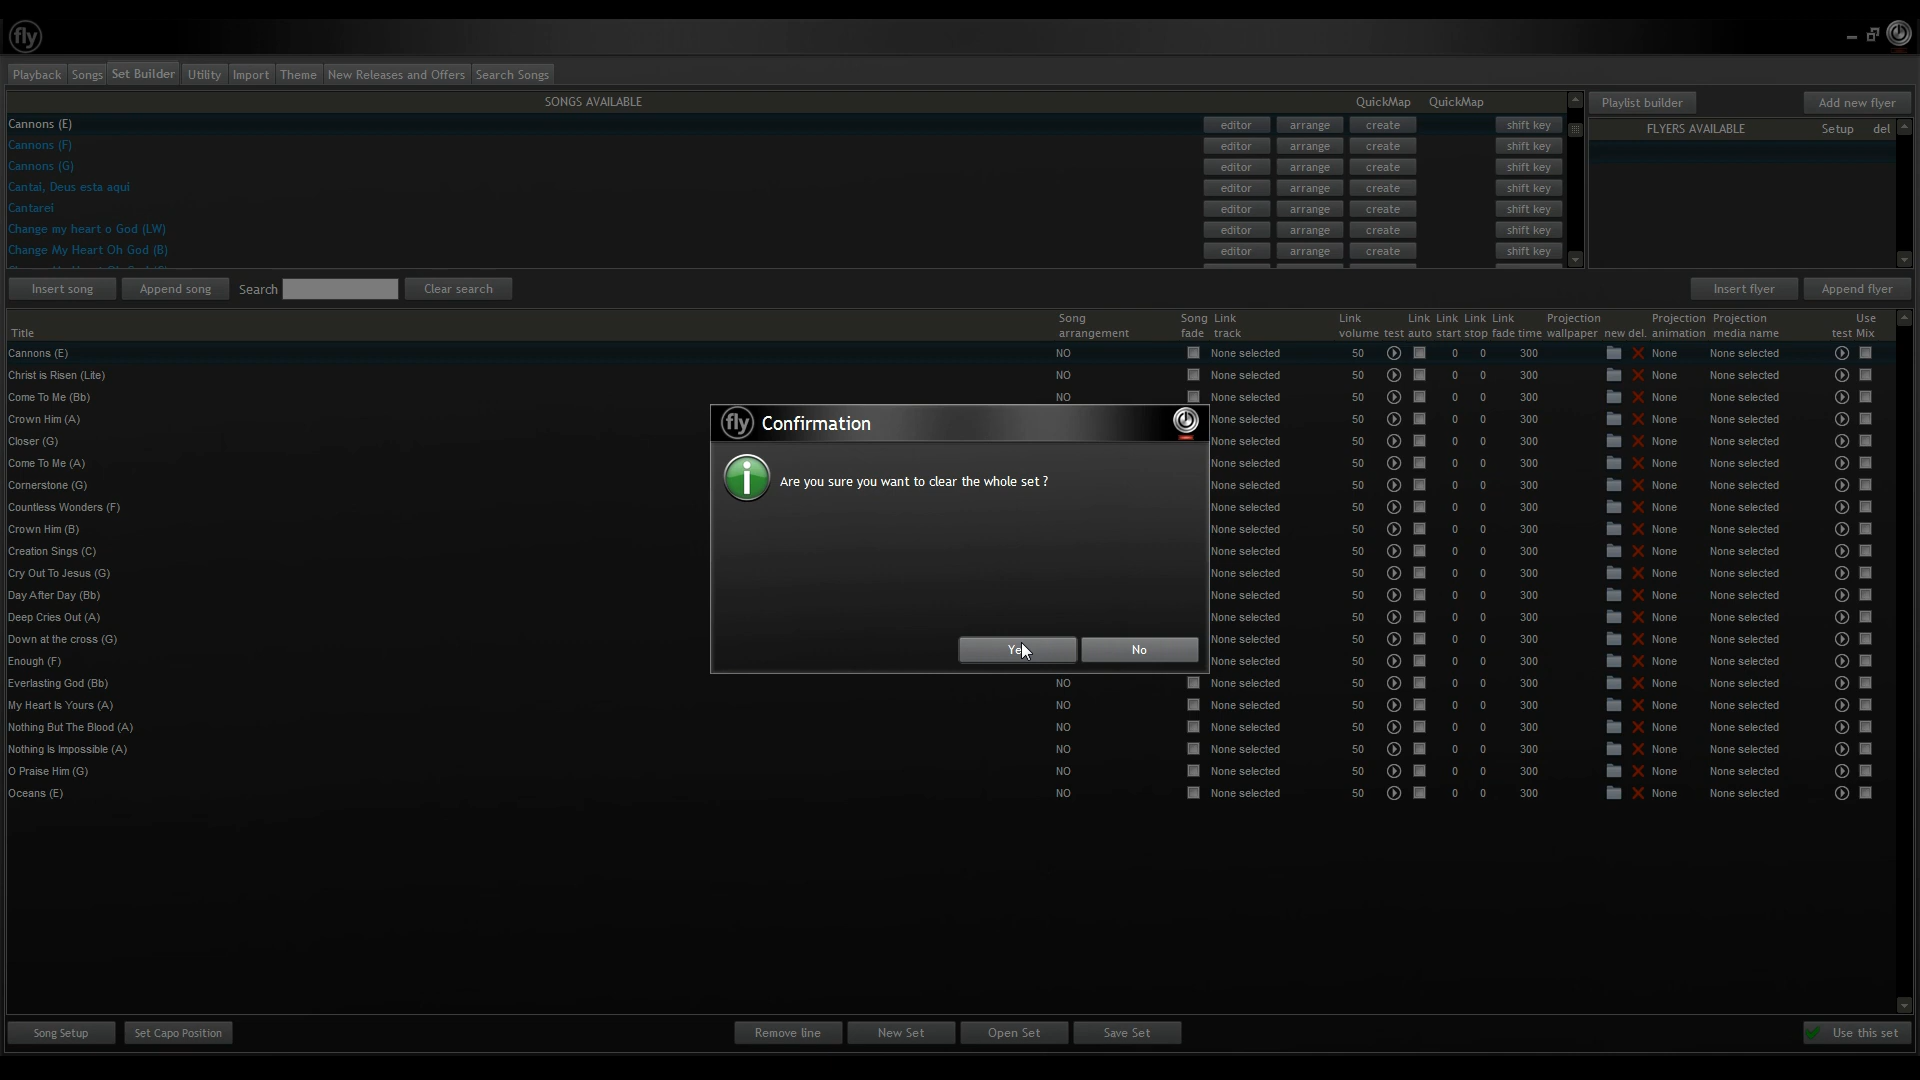 fly
Playback Songs Set Builder Utility Import Theme New Releases and Offers Search Songs
SONGS AVAILABLE QuickMap QuickMap Playlist builder Add new flyer
Cannons (E) editor arrange create shift key FLYERS AVAILABLE Setup del
Cannons (F) editor arrange create shift key
Cannons (G) editor arrange create shift key
Cantai, Deus esta aqui editor arrange create shift key
Cantarei editor arrange create shift key
Change my heart o God (LW) editor arrange create shift key
Change My Heart Oh God (B) editor arrange create shift key
Insert song Append song Search Clear search Insert flyer Append flyer
Song Song Link Link Link Link Link Link Projection Projection Projection Use
Title arrangement fade track volume test auto start stop fade time wallpaper new del. animation media name test Mix
Cannons (E) NO None selected 50 0 0 300 None None selected
Christ is Risen (Lite) NO None selected 50 0 0 300 None None selected
Come To Me (Bb) NO None selected 50 0 0 300 None None selected
Crown Him (A) None selected 50 0 0 300 None None selected
Closer (G) None selected 50 0 0 300 None None selected
Come To Me (A) None selected 50 0 0 300 None None selected
Cornerstone (G) None selected 50 0 0 300 None None selected
Countless Wonders (F) None selected 50 0 0 300 None None selected
Crown Him (B) None selected 50 0 0 300 None None selected
Creation Sings (C) None selected 50 0 0 300 None None selected
Cry Out To Jesus (G) None selected 50 0 0 300 None None selected
Day After Day (Bb) None selected 50 0 0 300 None None selected
Deep Cries Out (A) None selected 50 0 0 300 None None selected
Down at the cross (G) None selected 50 0 0 300 None None selected
Enough (F) None selected 50 0 0 300 None None selected
Everlasting God (Bb) NO None selected 50 0 0 300 None None selected
My Heart Is Yours (A) NO None selected 50 0 0 300 None None selected
Nothing But The Blood (A) NO None selected 50 0 0 300 None None selected
Nothing Is Impossible (A) NO None selected 50 0 0 300 None None selected
O Praise Him (G) NO None selected 50 0 0 300 None None selected
Oceans (E) NO None selected 50 0 0 300 None None selected
fly Confirmation
Are you sure you want to clear the whole set ?
No
Song Setup Set Capo Position Remove line New Set Open Set Save Set Use this set